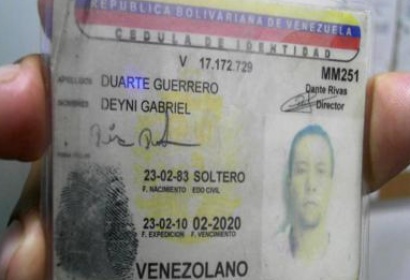 REPUBLICA BOLIVARIANA DE VENEZUELA
CEDULA DE IDENTIDAD
V 17.172.729
MM251
APELLIDOS DUARTE GUERRERO
Dante Rivas
Director
NOMBRES DEYNI GABRIEL
23-02-83 SOLTERO
F. NACIMIENTO EDO CIVIL
23-02-10 02-2020
F. EXPEDICION F. VENCIMIENTO
VENEZOLANO